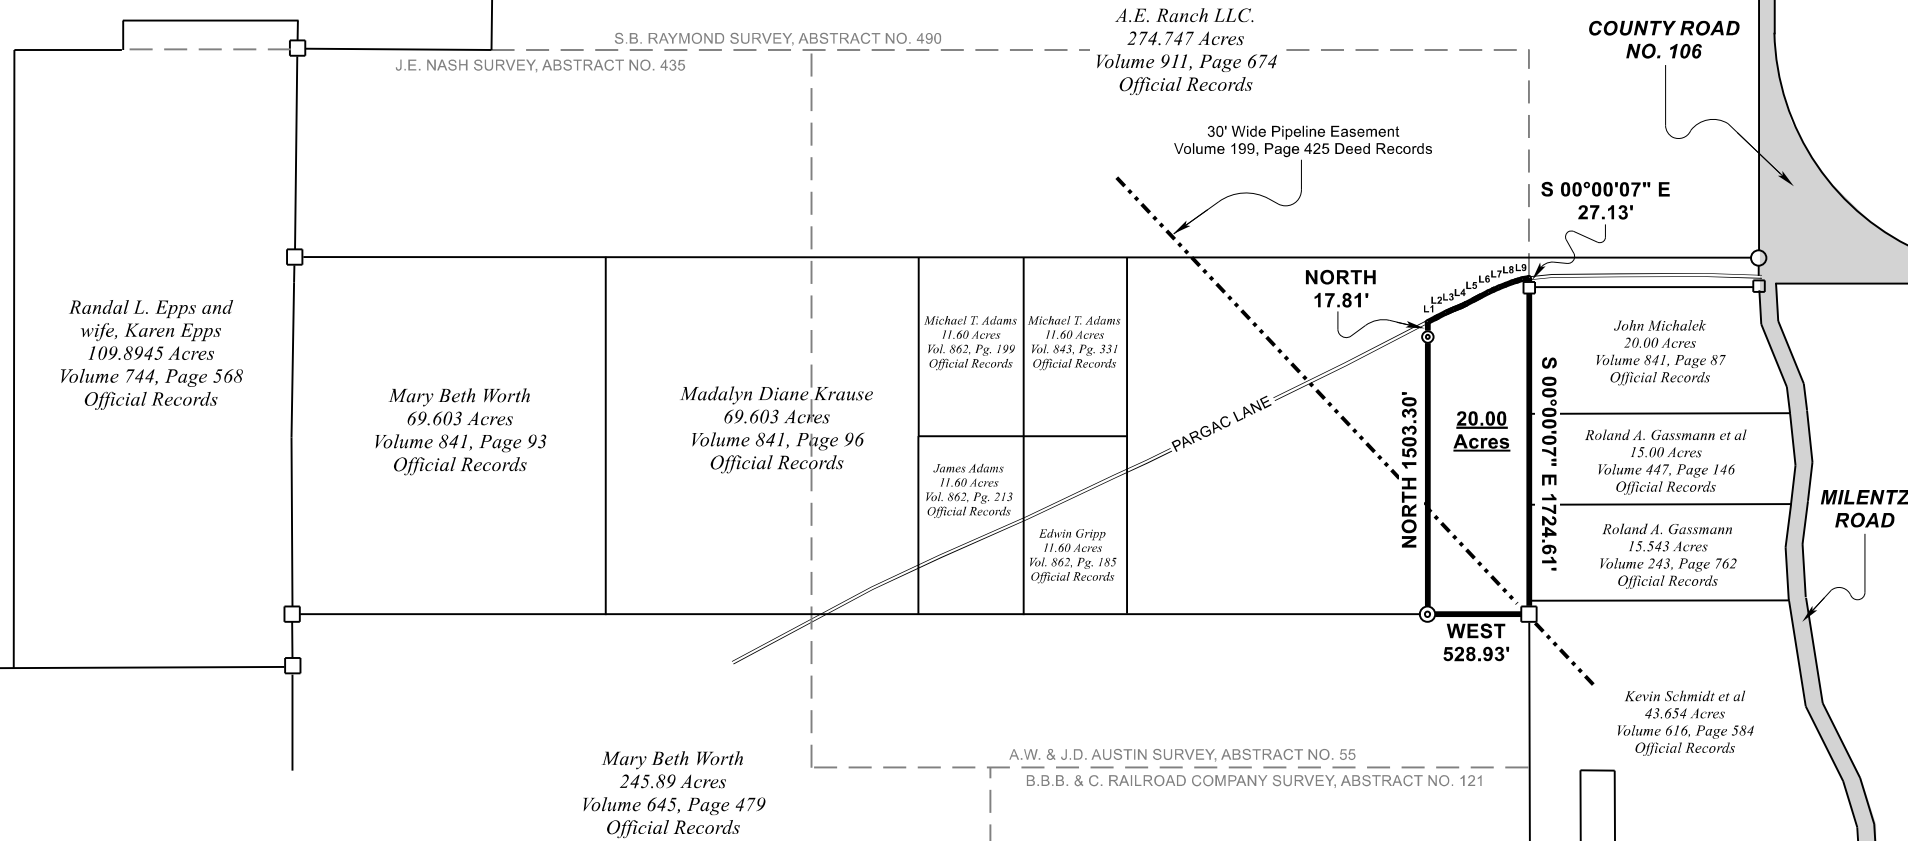 S.B. RAYMOND SURVEY, ABSTRACT NO. 490
J.E. NASH SURVEY, ABSTRACT NO. 435
A.E. Ranch LLC.
274.747 Acres
Volume 911, Page 674
Official Records
COUNTY ROAD
NO. 106
30' Wide Pipeline Easement
Volume 199, Page 425 Deed Records
S 00°00'07" E
27.13'
NORTH
17.81'
L1
L2
L3
L4
L5
L6
L7
L8
L9
Randal L. Epps and
wife, Karen Epps
109.8945 Acres
Volume 744, Page 568
Official Records
Mary Beth Worth
69.603 Acres
Volume 841, Page 93
Official Records
Madalyn Diane Krause
69.603 Acres
Volume 841, Page 96
Official Records
Michael T. Adams
11.60 Acres
Vol. 862, Pg. 199
Official Records
Michael T. Adams
11.60 Acres
Vol. 843, Pg. 331
Official Records
James Adams
11.60 Acres
Vol. 862, Pg. 213
Official Records
Edwin Gripp
11.60 Acres
Vol. 862, Pg. 185
Official Records
PARGAC LANE
NORTH 1503.30'
20.00
Acres
S 00°00'07" E 1724.61'
WEST
528.93'
John Michalek
20.00 Acres
Volume 841, Page 87
Official Records
Roland A. Gassmann et al
15.00 Acres
Volume 447, Page 146
Official Records
Roland A. Gassmann
15.543 Acres
Volume 243, Page 762
Official Records
MILENTZ
ROAD
Kevin Schmidt et al
43.654 Acres
Volume 616, Page 584
Official Records
Mary Beth Worth
245.89 Acres
Volume 645, Page 479
Official Records
A.W. & J.D. AUSTIN SURVEY, ABSTRACT NO. 55
B.B.B. & C. RAILROAD COMPANY SURVEY, ABSTRACT NO. 121